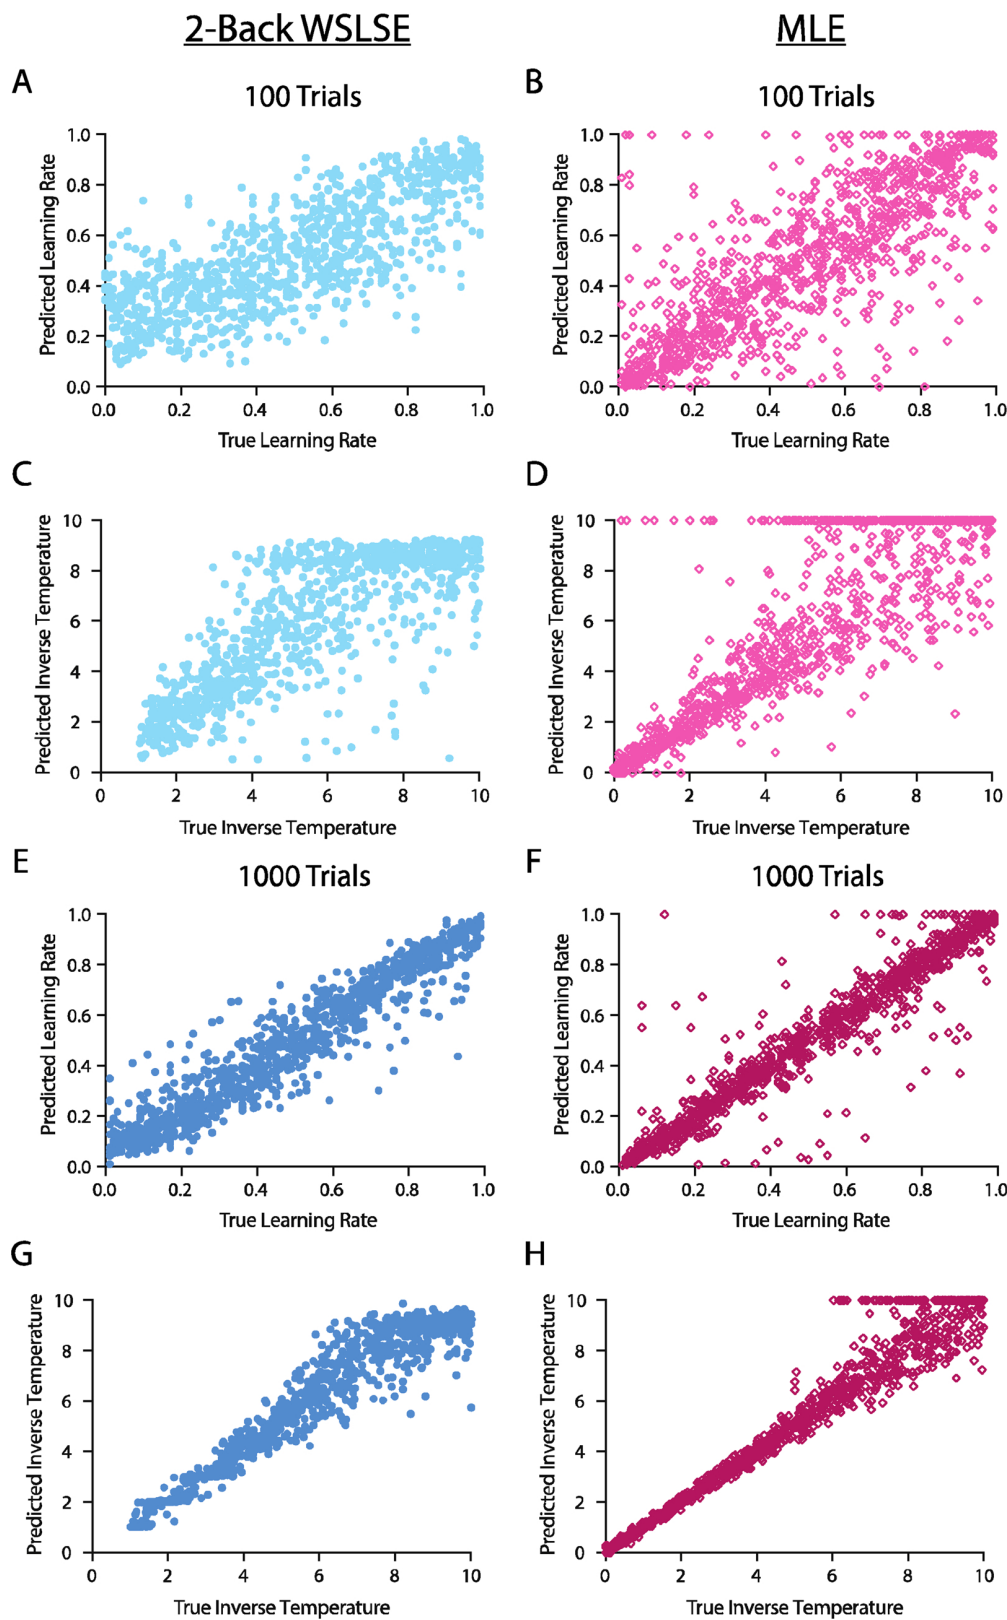 2-Back WSLSE
MLE
A
100 Trials
1.0
0.8
0.6
0.4
0.2
0.0
Predicted Learning Rate
0.0 0.2 0.4 0.6 0.8 1.0
True Learning Rate
B
100 Trials
1.0
0.8
0.6
0.4
0.2
0.0
Predicted Learning Rate
0.0 0.2 0.4 0.6 0.8 1.0
True Learning Rate
C
10
8
6
4
2
0
Predicted Inverse Temperature
0 2 4 6 8 10
True Inverse Temperature
D
10
8
6
4
2
0
Predicted Inverse Temperature
0 2 4 6 8 10
True Inverse Temperature
E
1000 Trials
1.0
0.8
0.6
0.4
0.2
0.0
Predicted Learning Rate
0.0 0.2 0.4 0.6 0.8 1.0
True Learning Rate
F
1000 Trials
1.0
0.8
0.6
0.4
0.2
0.0
Predicted Learning Rate
0.0 0.2 0.4 0.6 0.8 1.0
True Learning Rate
G
10
8
6
4
2
0
Predicted Inverse Temperature
0 2 4 6 8 10
True Inverse Temperature
H
10
8
6
4
2
0
Predicted Inverse Temperature
0 2 4 6 8 10
True Inverse Temperature